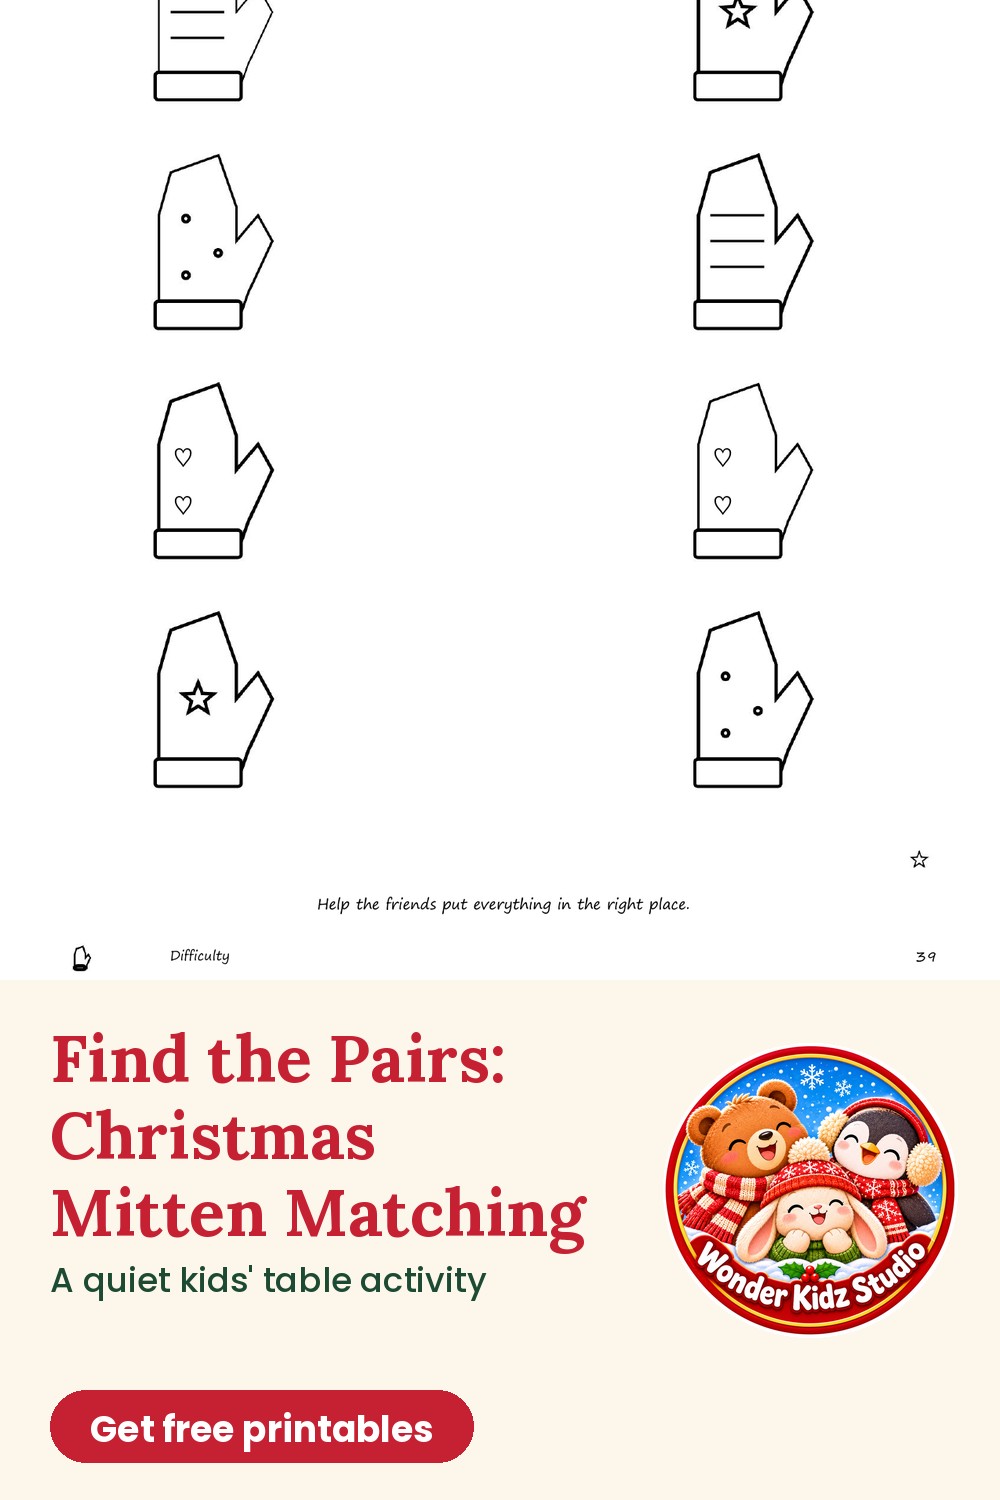 Help the friends put everything in the right place.
Difficulty
39
Find the Pairs:
Christmas
Mitten Matching
A quiet kids' table activity
Wonder Kidz Studio
Get free printables